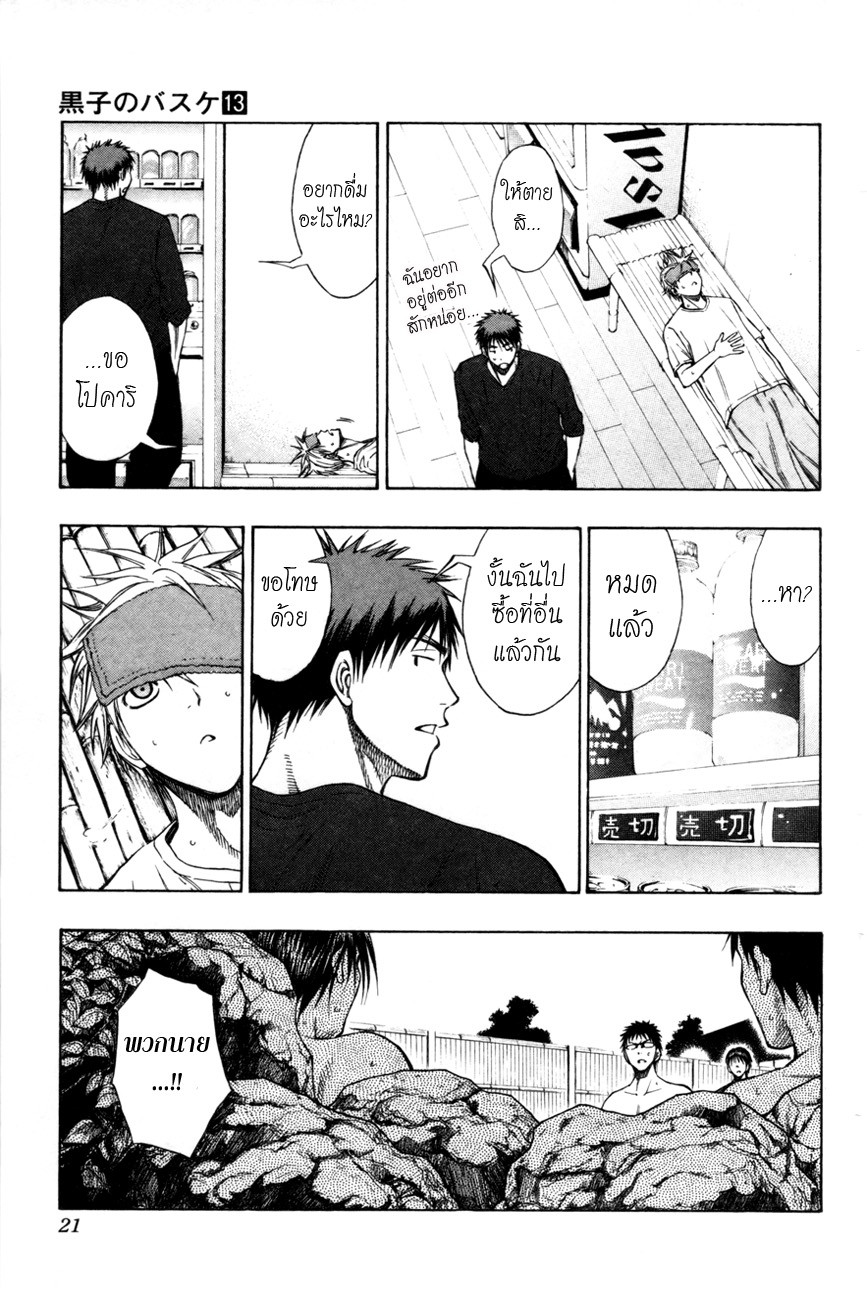 黒子のバスケ13
ให้ตาย
สิ...
ฉันอยาก
อยู่ต่ออีก
สักหน่อย...
อยากดื่ม
อะไรไหม?
...ขอ
โปคาริ
...หา?
หมด
แล้ว
売切
売切
งั้นฉันไป
ซื้อที่อื่น
แล้วกัน
ขอโทษ
ด้วย
พวกนาย
...!!
21